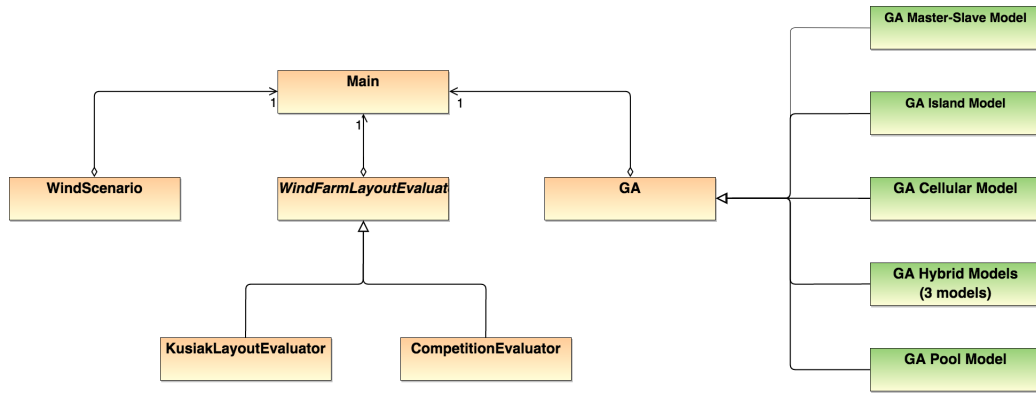 GA Master-Slave Model
Main
1
1
1
GA Island Model
WindScenario
WindFarmLayoutEvaluat
GA
GA Cellular Model
GA Hybrid Models
(3 models)
KusiakLayoutEvaluator
CompetitionEvaluator
GA Pool Model